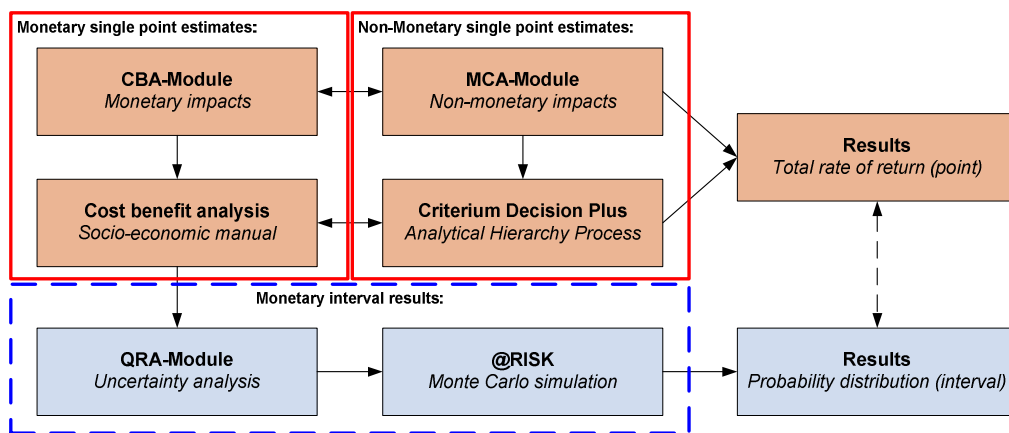 Monetary single point estimates:
Non-Monetary single point estimates:
CBA-Module
Monetary impacts
MCA-Module
Non-monetary impacts
Results
Total rate of return (point)
Cost benefit analysis
Socio-economic manual
Criterium Decision Plus
Analytical Hierarchy Process
Monetary interval results:
QRA-Module
Uncertainty analysis
@RISK
Monte Carlo simulation
Results
Probability distribution (interval)